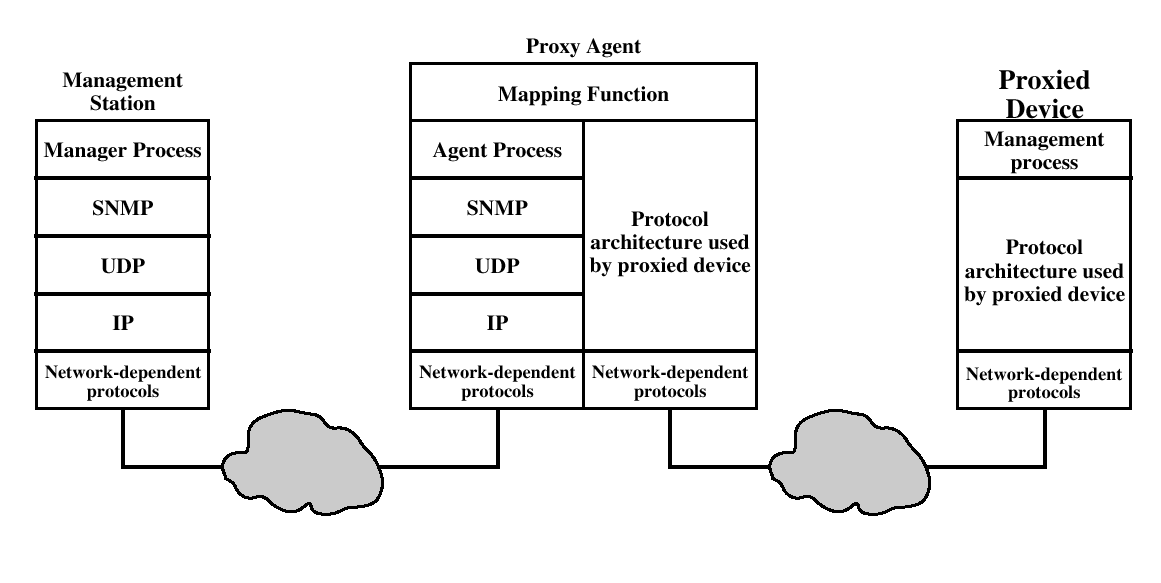 Proxy Agent
Management
Station
Manager Process
SNMP
UDP
IP
Network-dependent
protocols
Mapping Function
Agent Process
SNMP
UDP
IP
Network-dependent
protocols
Protocol
architecture used
by proxied device
Network-dependent
protocols
Proxied
Device
Management
process
Protocol
architecture used
by proxied device
Network-dependent
protocols